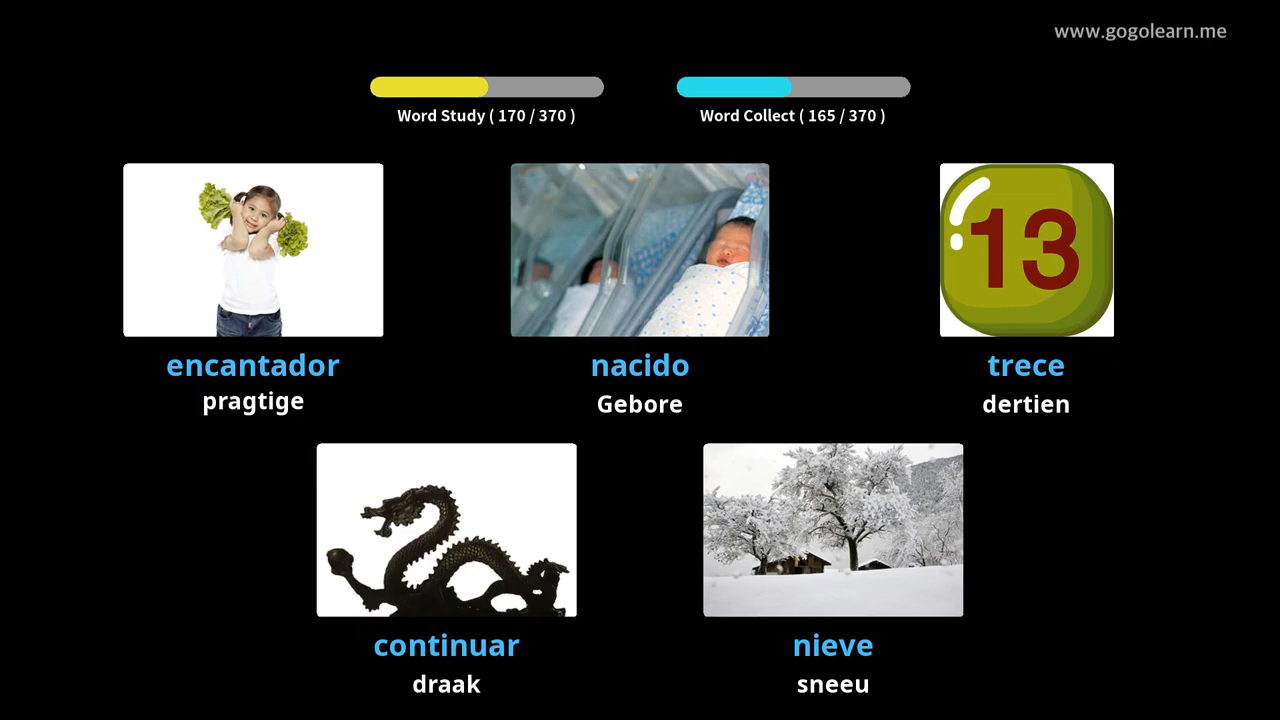 www.gogolearn.me
Word Study ( 170 / 370 )
Word Collect ( 165 / 370 )
13
encantador
pragtige
nacido
Gebore
trece
dertien
continuar
draak
nieve
sneeu